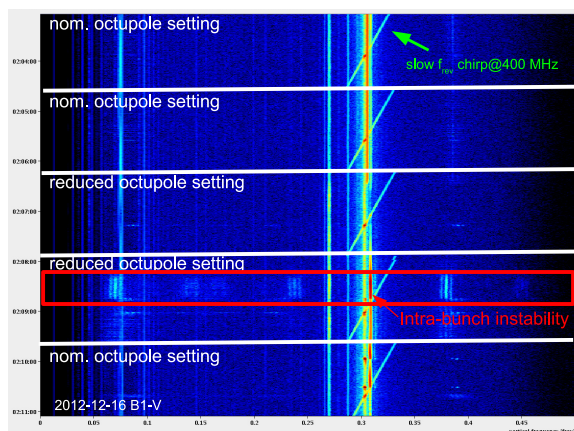 nom. octupole setting
slow frev chirp@400 MHz
02:04:00
nom. octupole setting
02:05:00
02:06:00
reduced octupole setting
02:07:00
reduced octupole setting
02:08:00
Intra-bunch instability
02:09:00
nom. octupole setting
02:10:00
2012-12-16 B1-V
02:11:00
0 0.05 0.1 0.15 0.2 0.25 0.3 0.35 0.4 0.45 0.5